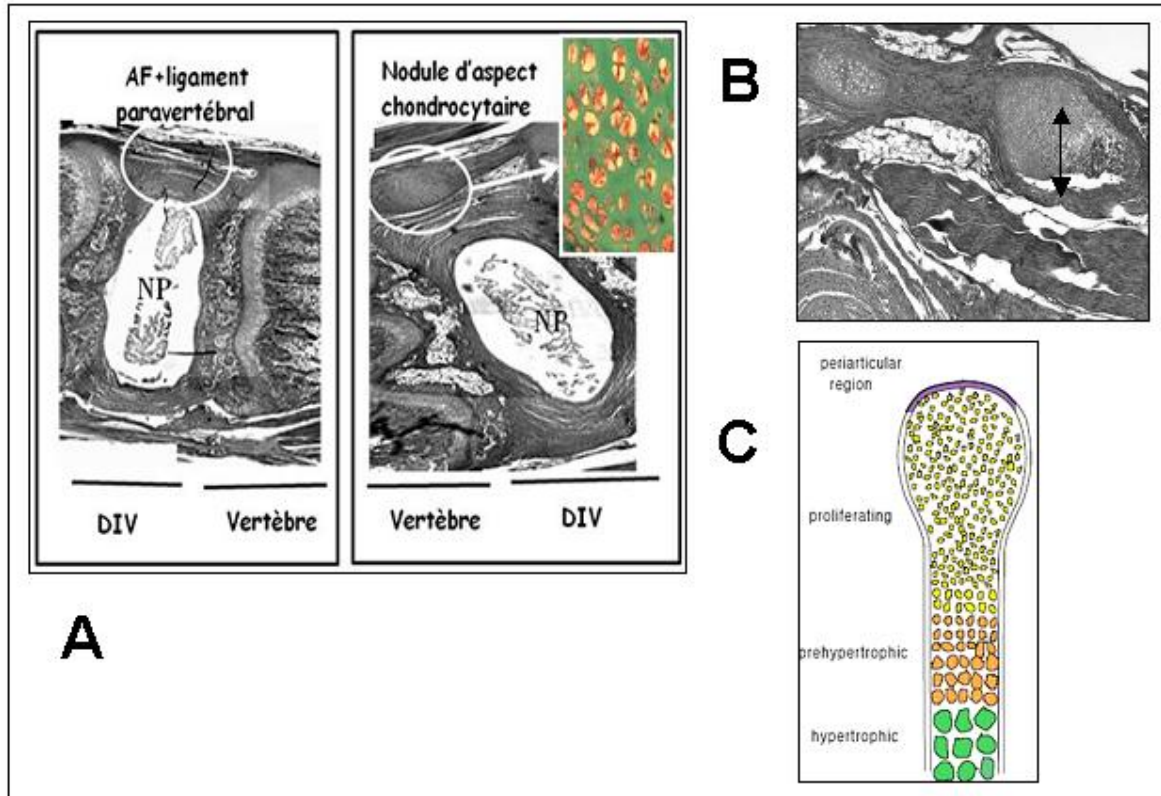 AF+ligament
paravertébral
NP
DIV
Vertèbre
Nodule d'aspect
chondrocytaire
NP
Vertèbre
DIV
A
B
C
periarticular
region
proliferating
prehypertrophic
hypertrophic